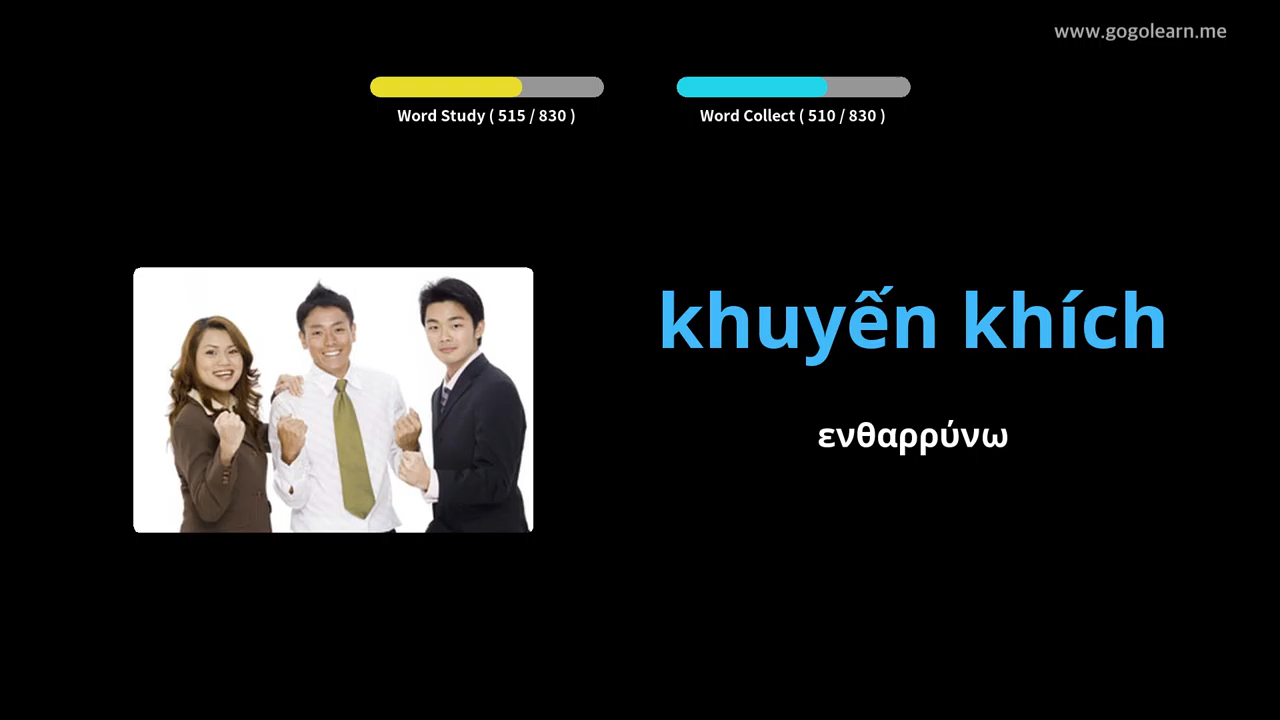 www.gogolearn.me
Word Study ( 515 / 830 )
Word Collect ( 510 / 830 )
khuyến khích
ενθαρρύνω